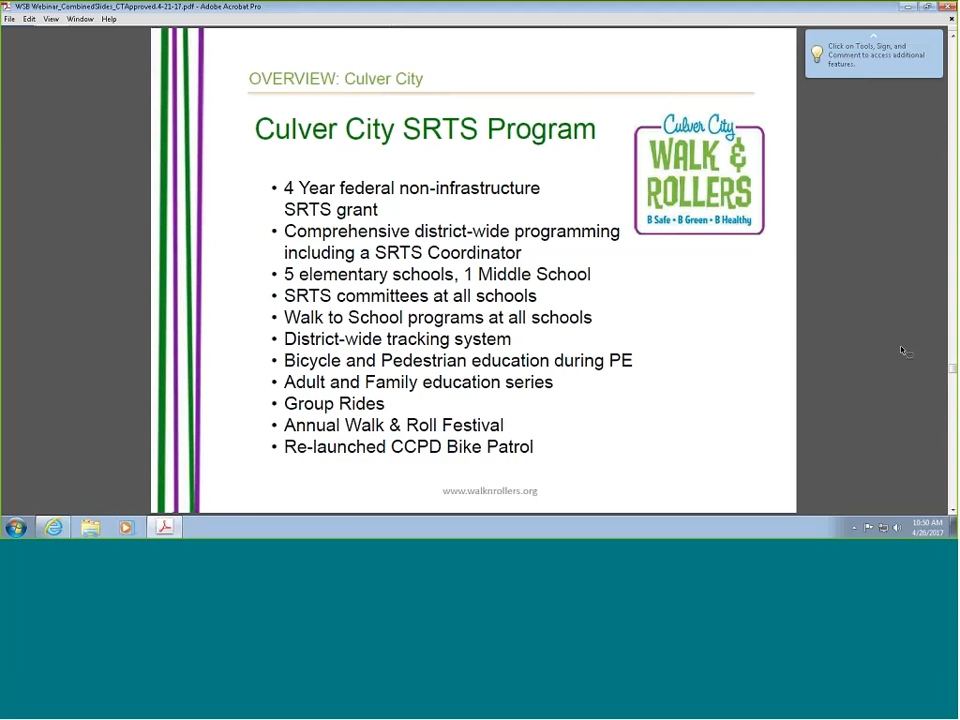 WSB Webinar_CombinedSlides_CTApproved.4-21-17.pdf - Adobe Acrobat Pro
File Edit View Window Help
Click on Tools, Sign, and
Comment to access additional
features.
OVERVIEW: Culver City
Culver City SRTS Program
Culver City
WALK &
ROLLERS
B Safe • B Green • B Healthy
• 4 Year federal non-infrastructure
SRTS grant
• Comprehensive district-wide programming
including a SRTS Coordinator
• 5 elementary schools, 1 Middle School
• SRTS committees at all schools
• Walk to School programs at all schools
• District-wide tracking system
• Bicycle and Pedestrian education during PE
• Adult and Family education series
• Group Rides
• Annual Walk & Roll Festival
• Re-launched CCPD Bike Patrol
www.walknrollers.org
10:50 AM
4/26/2017